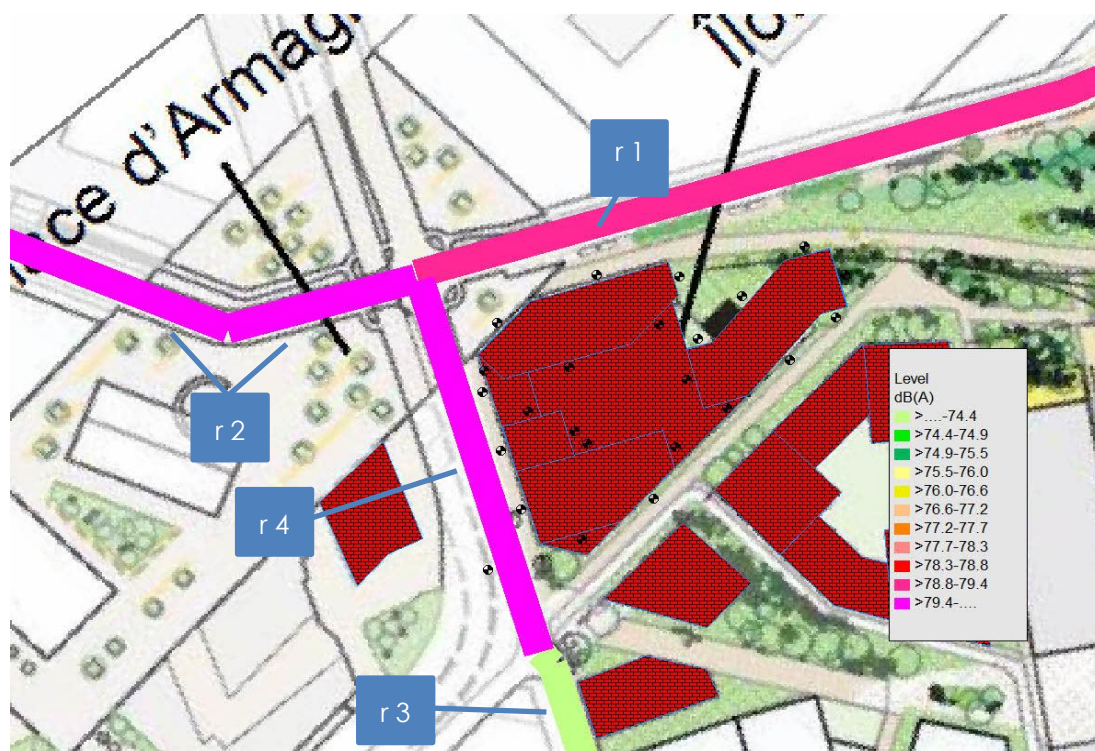 ace d'Armag
Îlo
r 1
r 2
r 4
r 3
Level
dB(A)
>....-74.4
>74.4-74.9
>74.9-75.5
>75.5-76.0
>76.0-76.6
>76.6-77.2
>77.2-77.7
>77.7-78.3
>78.3-78.8
>78.8-79.4
>79.4-....